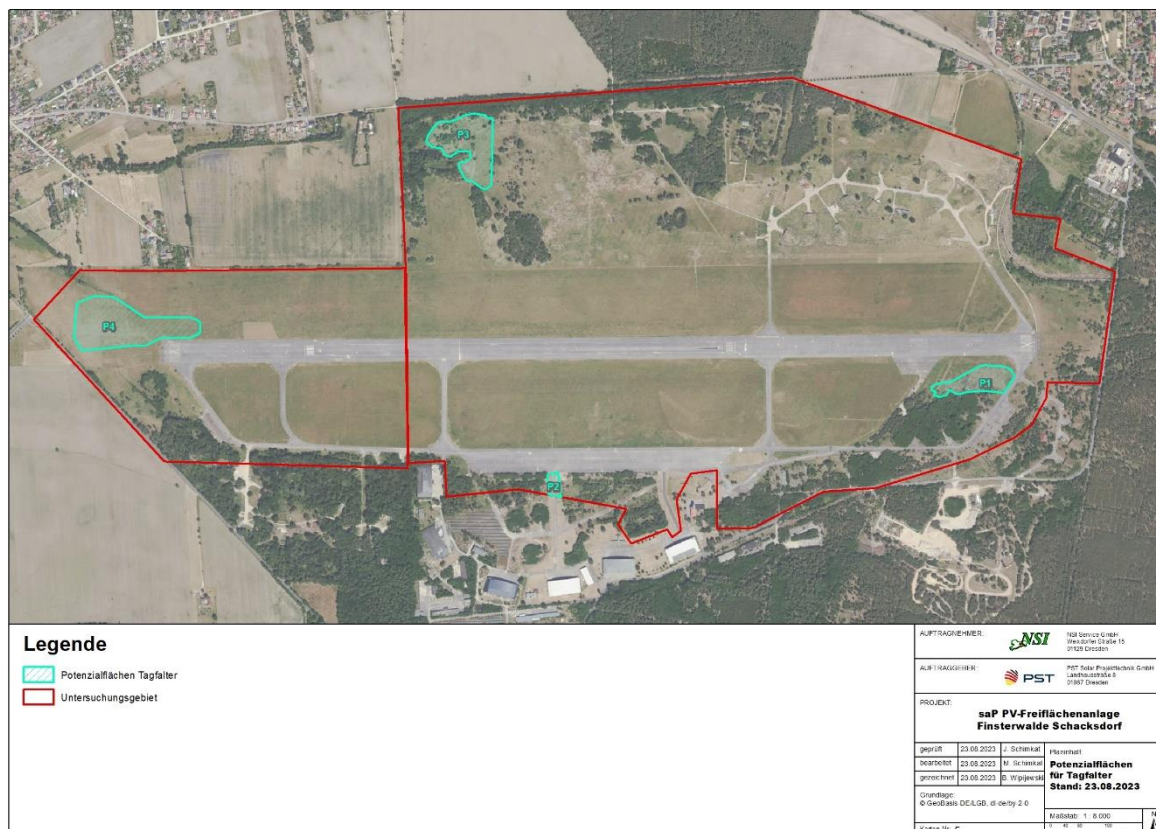 P3
P4
P1
P2
Legende
Potenzialflächen Tagfalter
Untersuchungsgebiet
AUFTRAGNEHMER:
NSI
NSI Service GmbH
01129 Dresden
AUFTRAGGEBER:
PST
PST Solar Projekttechnik GmbH
Landhausstraße 8
01067 Dresden
PROJEKT:
saP PV-Freiflächenanlage
Finsterwalde Schacksdorf
geprüft 23.08.2023 J. Schimkat
bearbeitet 23.08.2023 M. Schimkat
gezeichnet 23.08.2023 B. Wipijewski
Planinhalt:
Potenzialflächen
für Tagfalter
Stand: 23.08.2023
Grundlage:
© GeoBasis-DE/LGB, dl-de/by-2-0
Maßstab: 1 : 8.000
N